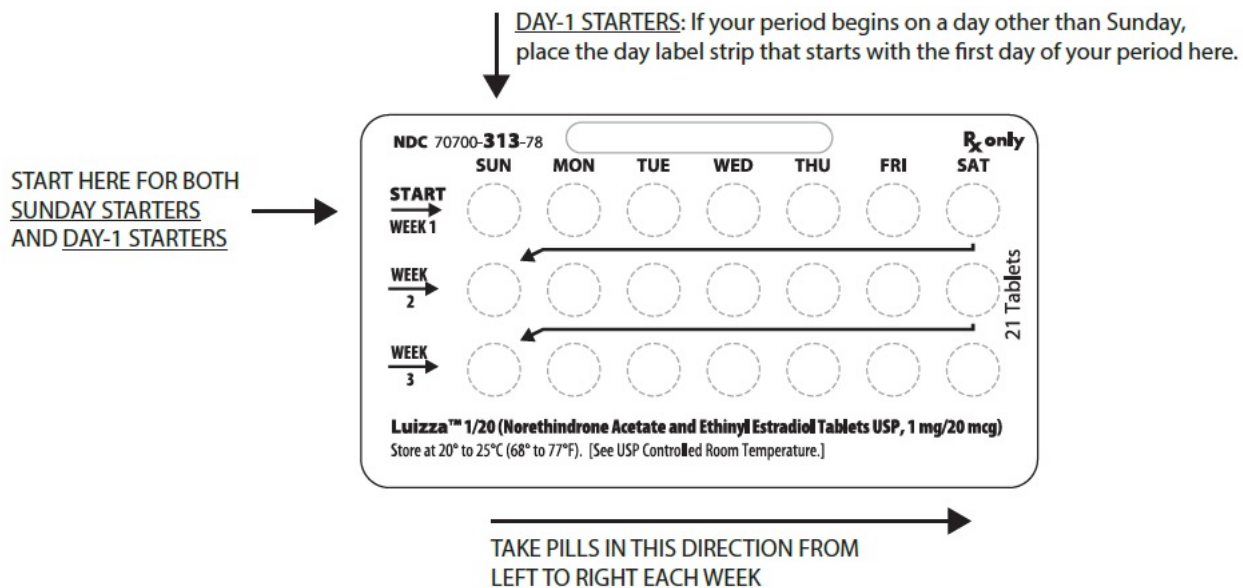 DAY-1 STARTERS: If your period begins on a day other than Sunday,
place the day label strip that starts with the first day of your period here.
NDC 70700-313-78
Rx only
SUN MON TUE WED THU FRI SAT
START HERE FOR BOTH
SUNDAY STARTERS
AND DAY-1 STARTERS
START
WEEK 1
WEEK
2
21 Tablets
WEEK
3
Luizza™ 1/20 (Norethindrone Acetate and Ethinyl Estradiol Tablets USP, 1 mg/20 mcg)
Store at 20° to 25°C (68° to 77°F). [See USP Controlled Room Temperature.]
TAKE PILLS IN THIS DIRECTION FROM
LEFT TO RIGHT EACH WEEK